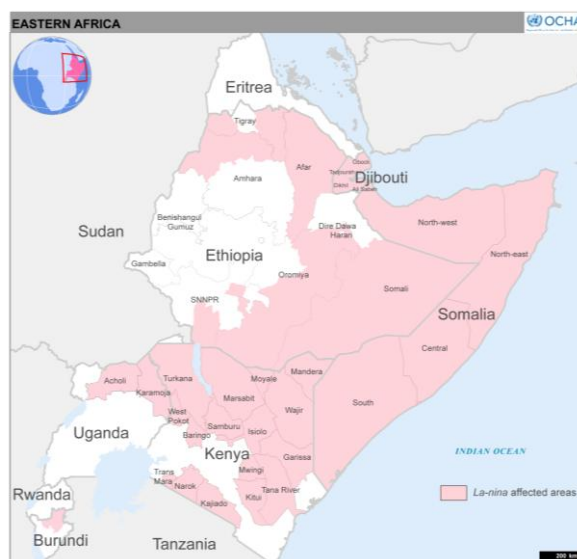 EASTERN AFRICA
OCHA
Eritrea
Tigray
Afar
Obock
Tadjourah
Djibouti
Dikhil
Ali Sabieh
Amhara
Benishangul
Gumuz
Dire Dawa
Harari
North-west
North-east
Sudan
Gambella
Ethiopia
Oromiya
Somali
SNNPR
Somalia
Central
South
Acholi
Karamoja
Turkana
Moyale
Mandera
Marsabit
Wajir
West
Pokot
Samburu
Isiolo
Baringo
Uganda
Kenya
Garissa
Mwingi
Trans
Mara
Narok
Kajiado
Kitui
Tana River
INDIAN OCEAN
La-nina affected areas
Rwanda
Burundi
Tanzania
200 km